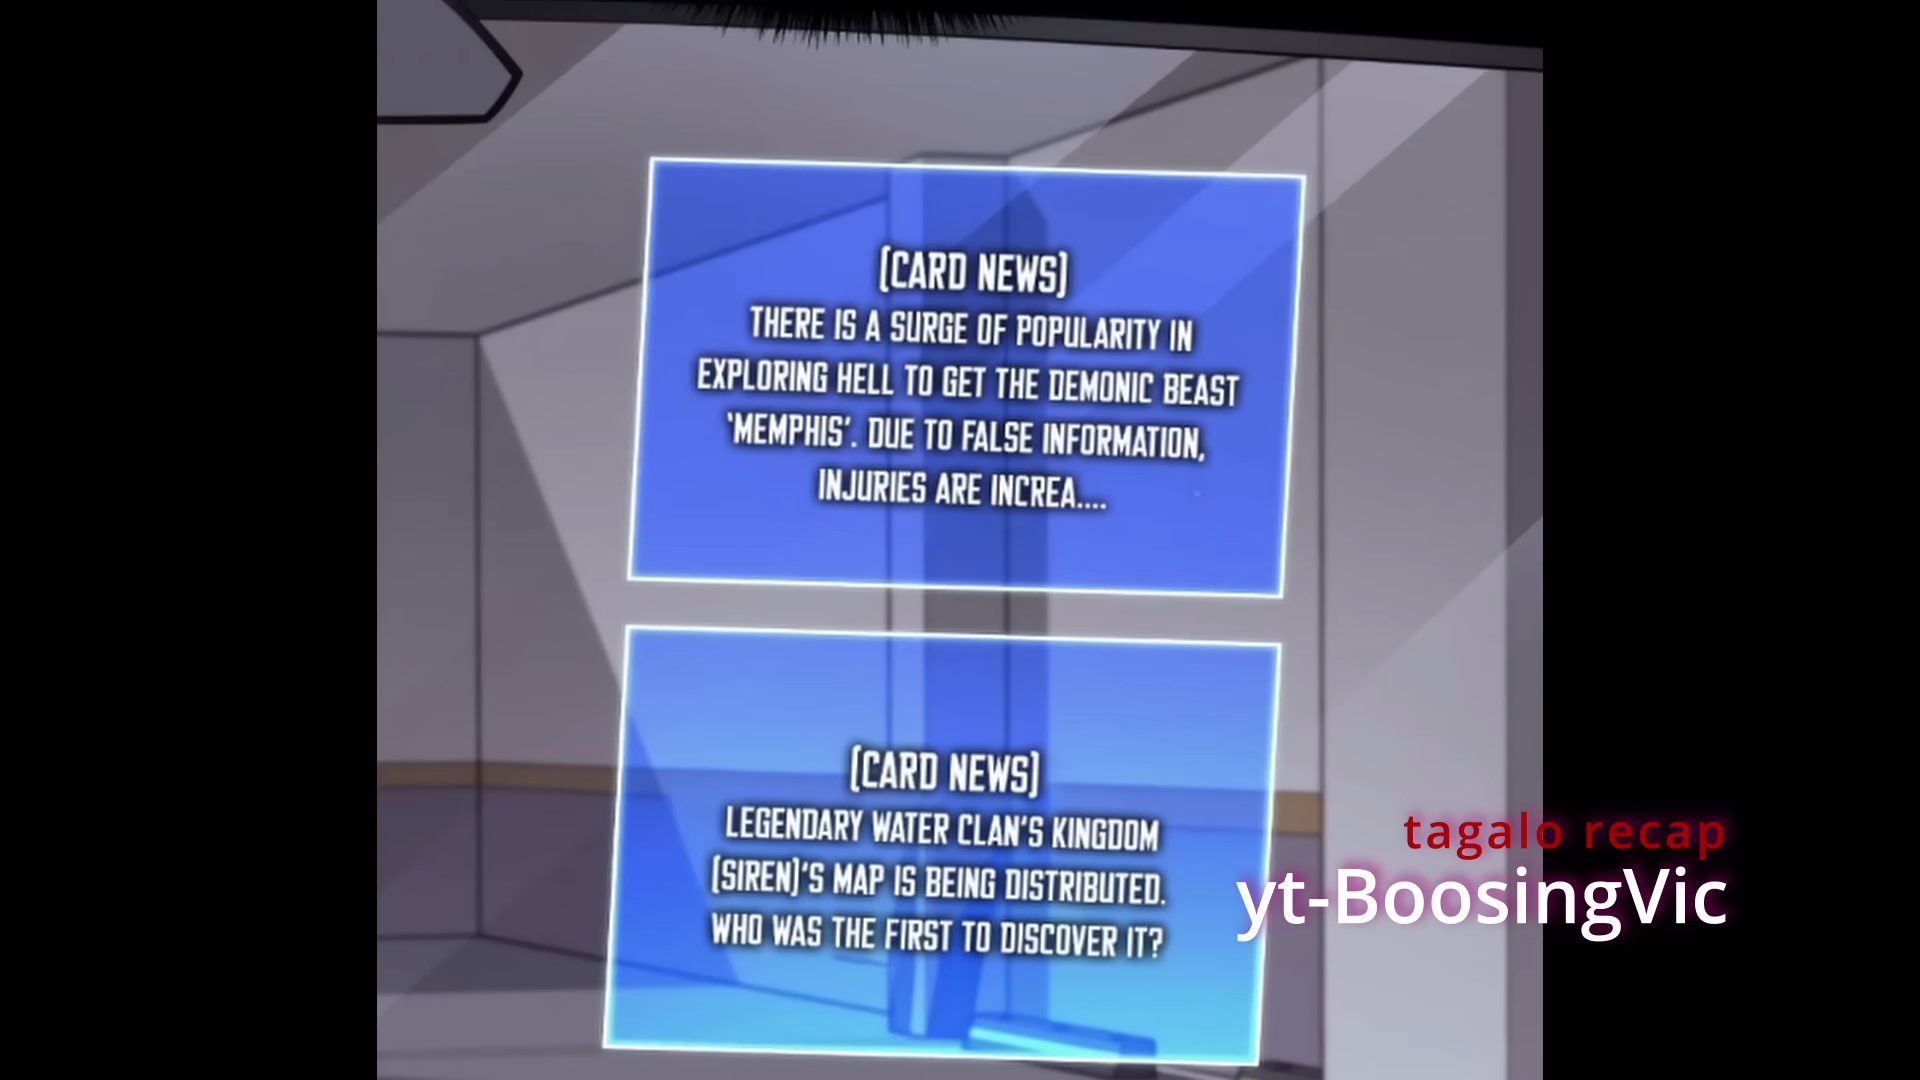 [CARD NEWS]
THERE IS A SURGE OF POPULARITY IN
EXPLORING HELL TO GET THE DEMONIC BEAST
'MEMPHIS'. DUE TO FALSE INFORMATION,
INJURIES ARE INCREA....
[CARD NEWS]
LEGENDARY WATER CLAN'S KINGDOM
[SIREN]'S MAP IS BEING DISTRIBUTED.
WHO WAS THE FIRST TO DISCOVER IT?
tagalo recap
yt-BoosingVic